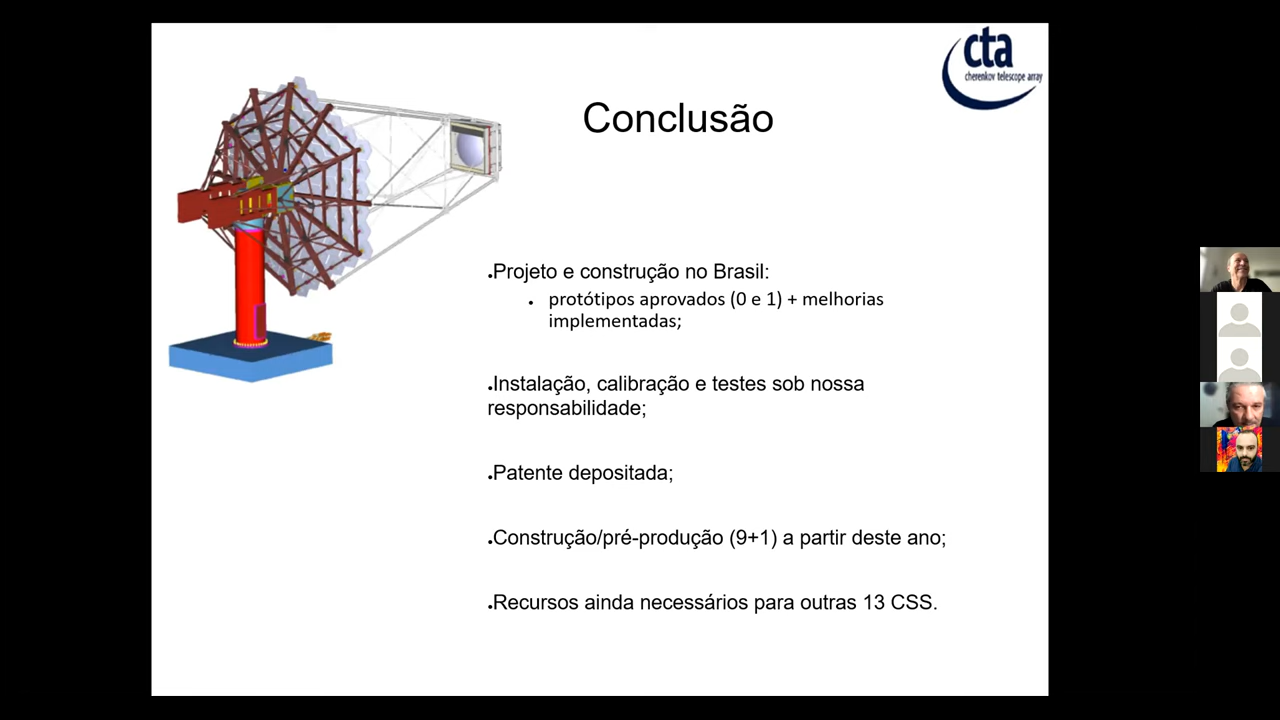 cta
cherenkov telescope array
Conclusão
•Projeto e construção no Brasil:
• protótipos aprovados (0 e 1) + melhorias
implementadas;
•Instalação, calibração e testes sob nossa
responsabilidade;
•Patente depositada;
•Construção/pré-produção (9+1) a partir deste ano;
•Recursos ainda necessários para outras 13 CSS.